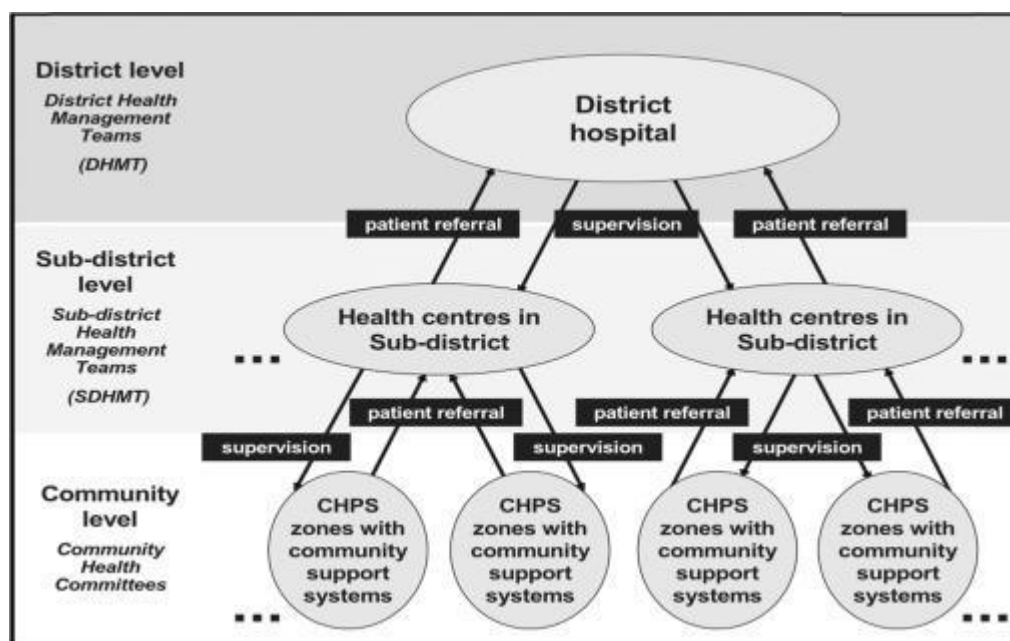 District level
District Health
Management
Teams
(DHMT)
District
hospital
patient referral
supervision
patient referral
Sub-district
level
Sub-district
Health
Management
Teams
(SDHMT)
Health centres in
Sub-district
Health centres in
Sub-district
...
...
patient referral
patient referral
patient referral
supervision
supervision
supervision
Community
level
Community
Health
Committees
CHPS
zones with
community
support
systems
CHPS
zones with
community
support
systems
CHPS
zones with
community
support
systems
CHPS
zones with
community
support
systems
...
...